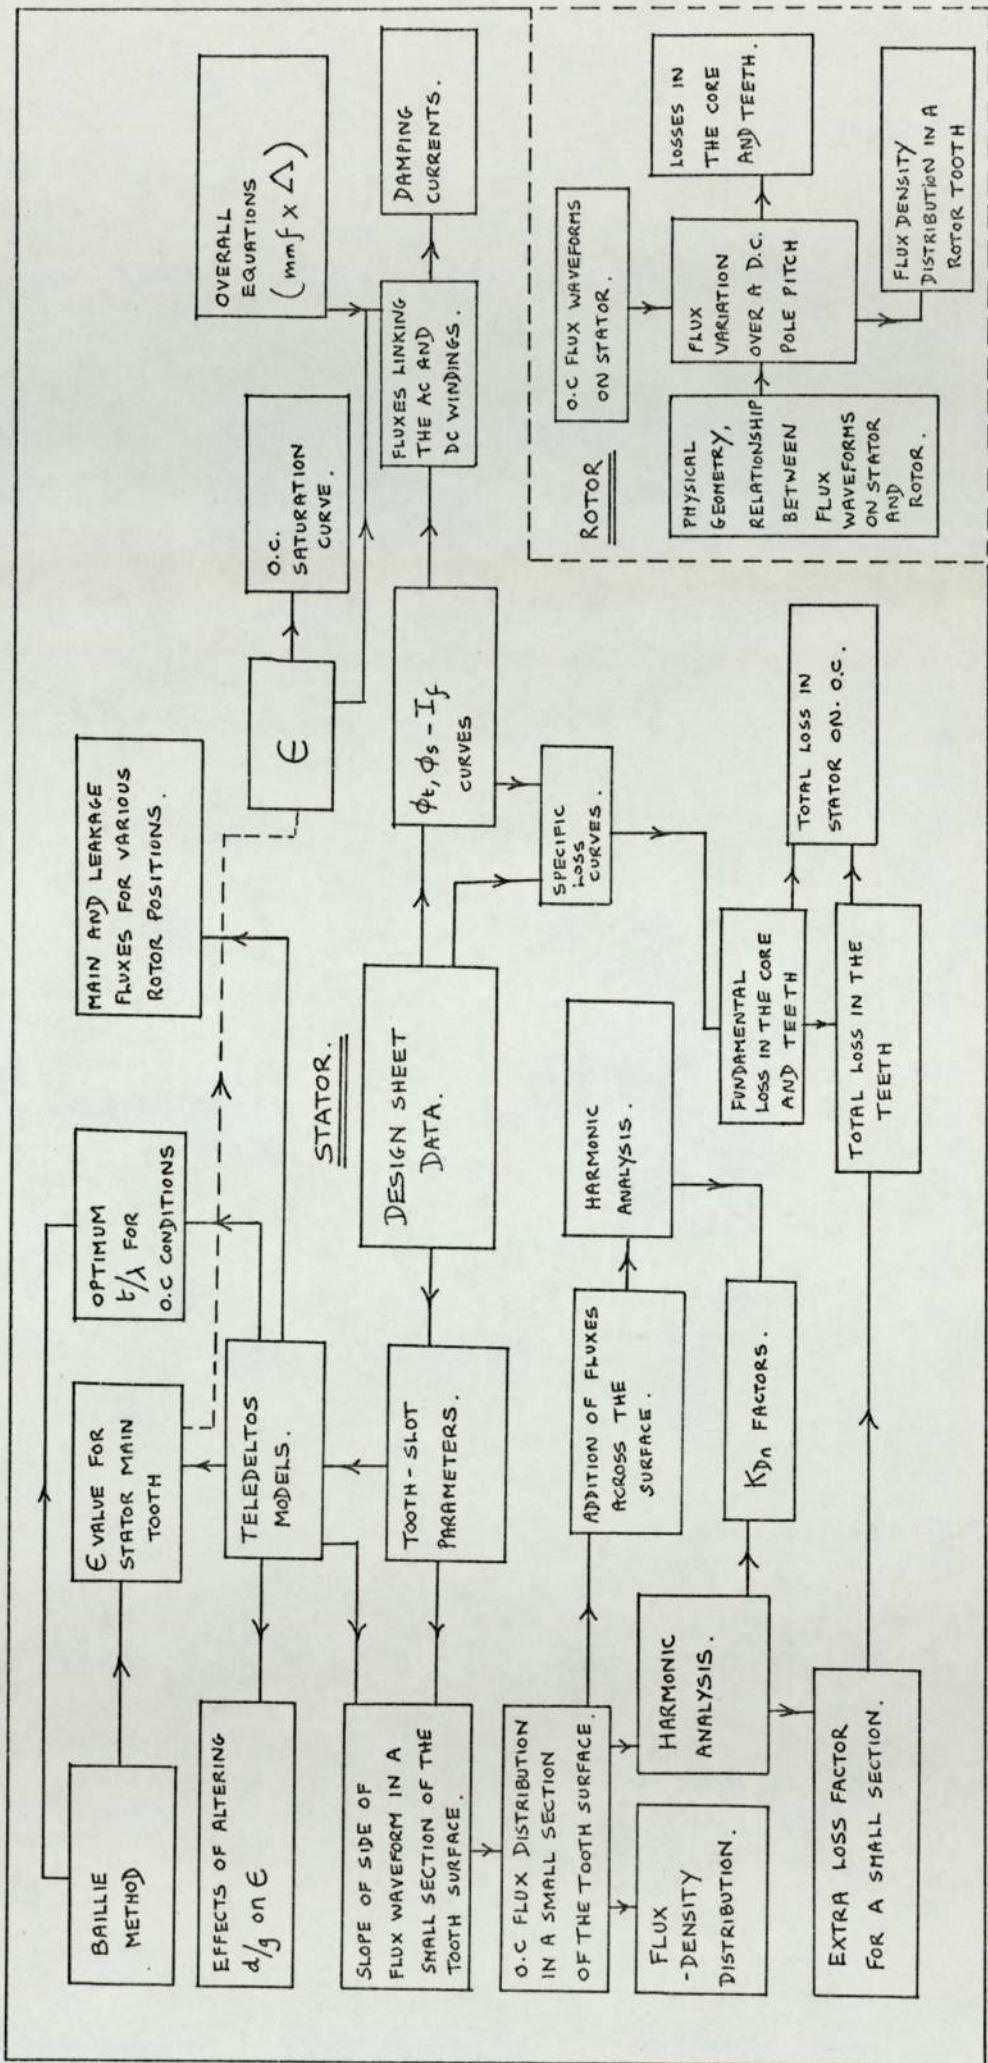 BAILLIE
METHOD
E VALUE FOR
STATOR MAIN
TOOTH
OPTIMUM
t/λ FOR
O.C CONDITIONS
MAIN AND LEAKAGE
FLUXES FOR VARIOUS
ROTOR POSITIONS.
OVERALL
EQUATIONS
(mmf x Δ)
EFFECTS OF ALTERING
d/g on ϵ
TELEDELTOS
MODELS.
STATOR.
ϵ
O.C.
SATURATION
CURVE.
SLOPE OF SIDE OF
FLUX WAVEFORM IN A
SMALL SECTION OF THE
TOOTH SURFACE.
TOOTH-SLOT
PARAMETERS.
DESIGN SHEET
DATA.
ϕt, ϕs - If
CURVES
FLUXES LINKING
THE AC AND
DC WINDINGS.
DAMPING
CURRENTS.
O.C FLUX DISTRIBUTION
IN A SMALL SECTION
OF THE TOOTH SURFACE.
ADDITION OF FLUXES
ACROSS THE
SURFACE.
HARMONIC
ANALYSIS.
SPECIFIC
LOSS
CURVES.
FLUX
-DENSITY
DISTRIBUTION.
HARMONIC
ANALYSIS.
KDn FACTORS.
FUNDAMENTAL
LOSS IN THE CORE
AND TEETH
TOTAL LOSS IN
STATOR ON. O.C.
EXTRA LOSS FACTOR
FOR A SMALL SECTION.
TOTAL LOSS IN THE
TEETH
ROTOR
O.C FLUX WAVEFORMS
ON STATOR.
PHYSICAL
GEOMETRY,
RELATIONSHIP
BETWEEN
FLUX
WAVEFORMS
ON STATOR
AND
ROTOR.
FLUX
VARIATION
OVER A D.C.
POLE PITCH
LOSSES IN
THE CORE
AND TEETH.
FLUX DENSITY
DISTRIBUTION IN A
ROTOR TOOTH